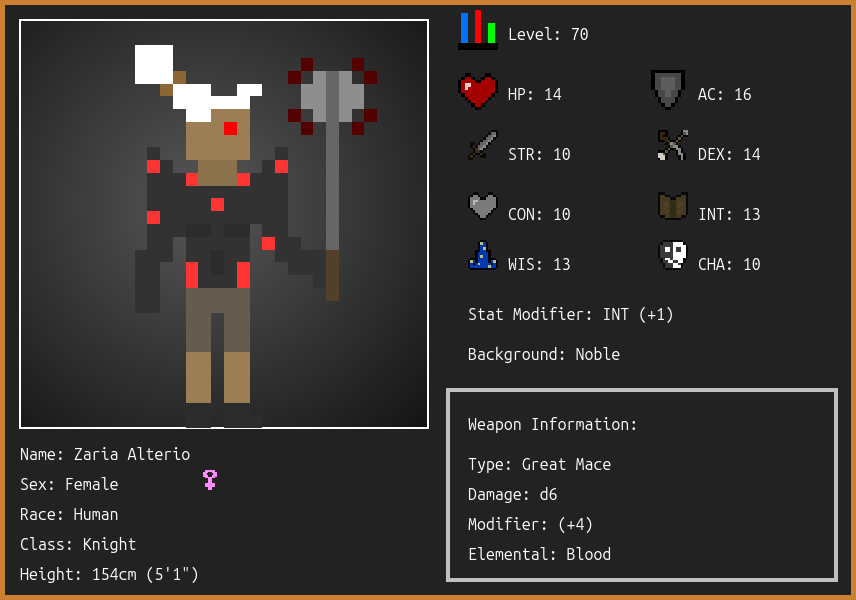 Level: 70
HP: 14
AC: 16
STR: 10
DEX: 14
CON: 10
INT: 13
WIS: 13
CHA: 10
Stat Modifier: INT (+1)
Background: Noble
Weapon Information:
Type: Great Mace
Damage: d6
Modifier: (+4)
Elemental: Blood
Name: Zaria Alterio
Sex: Female
Race: Human
Class: Knight
Height: 154cm (5'1")